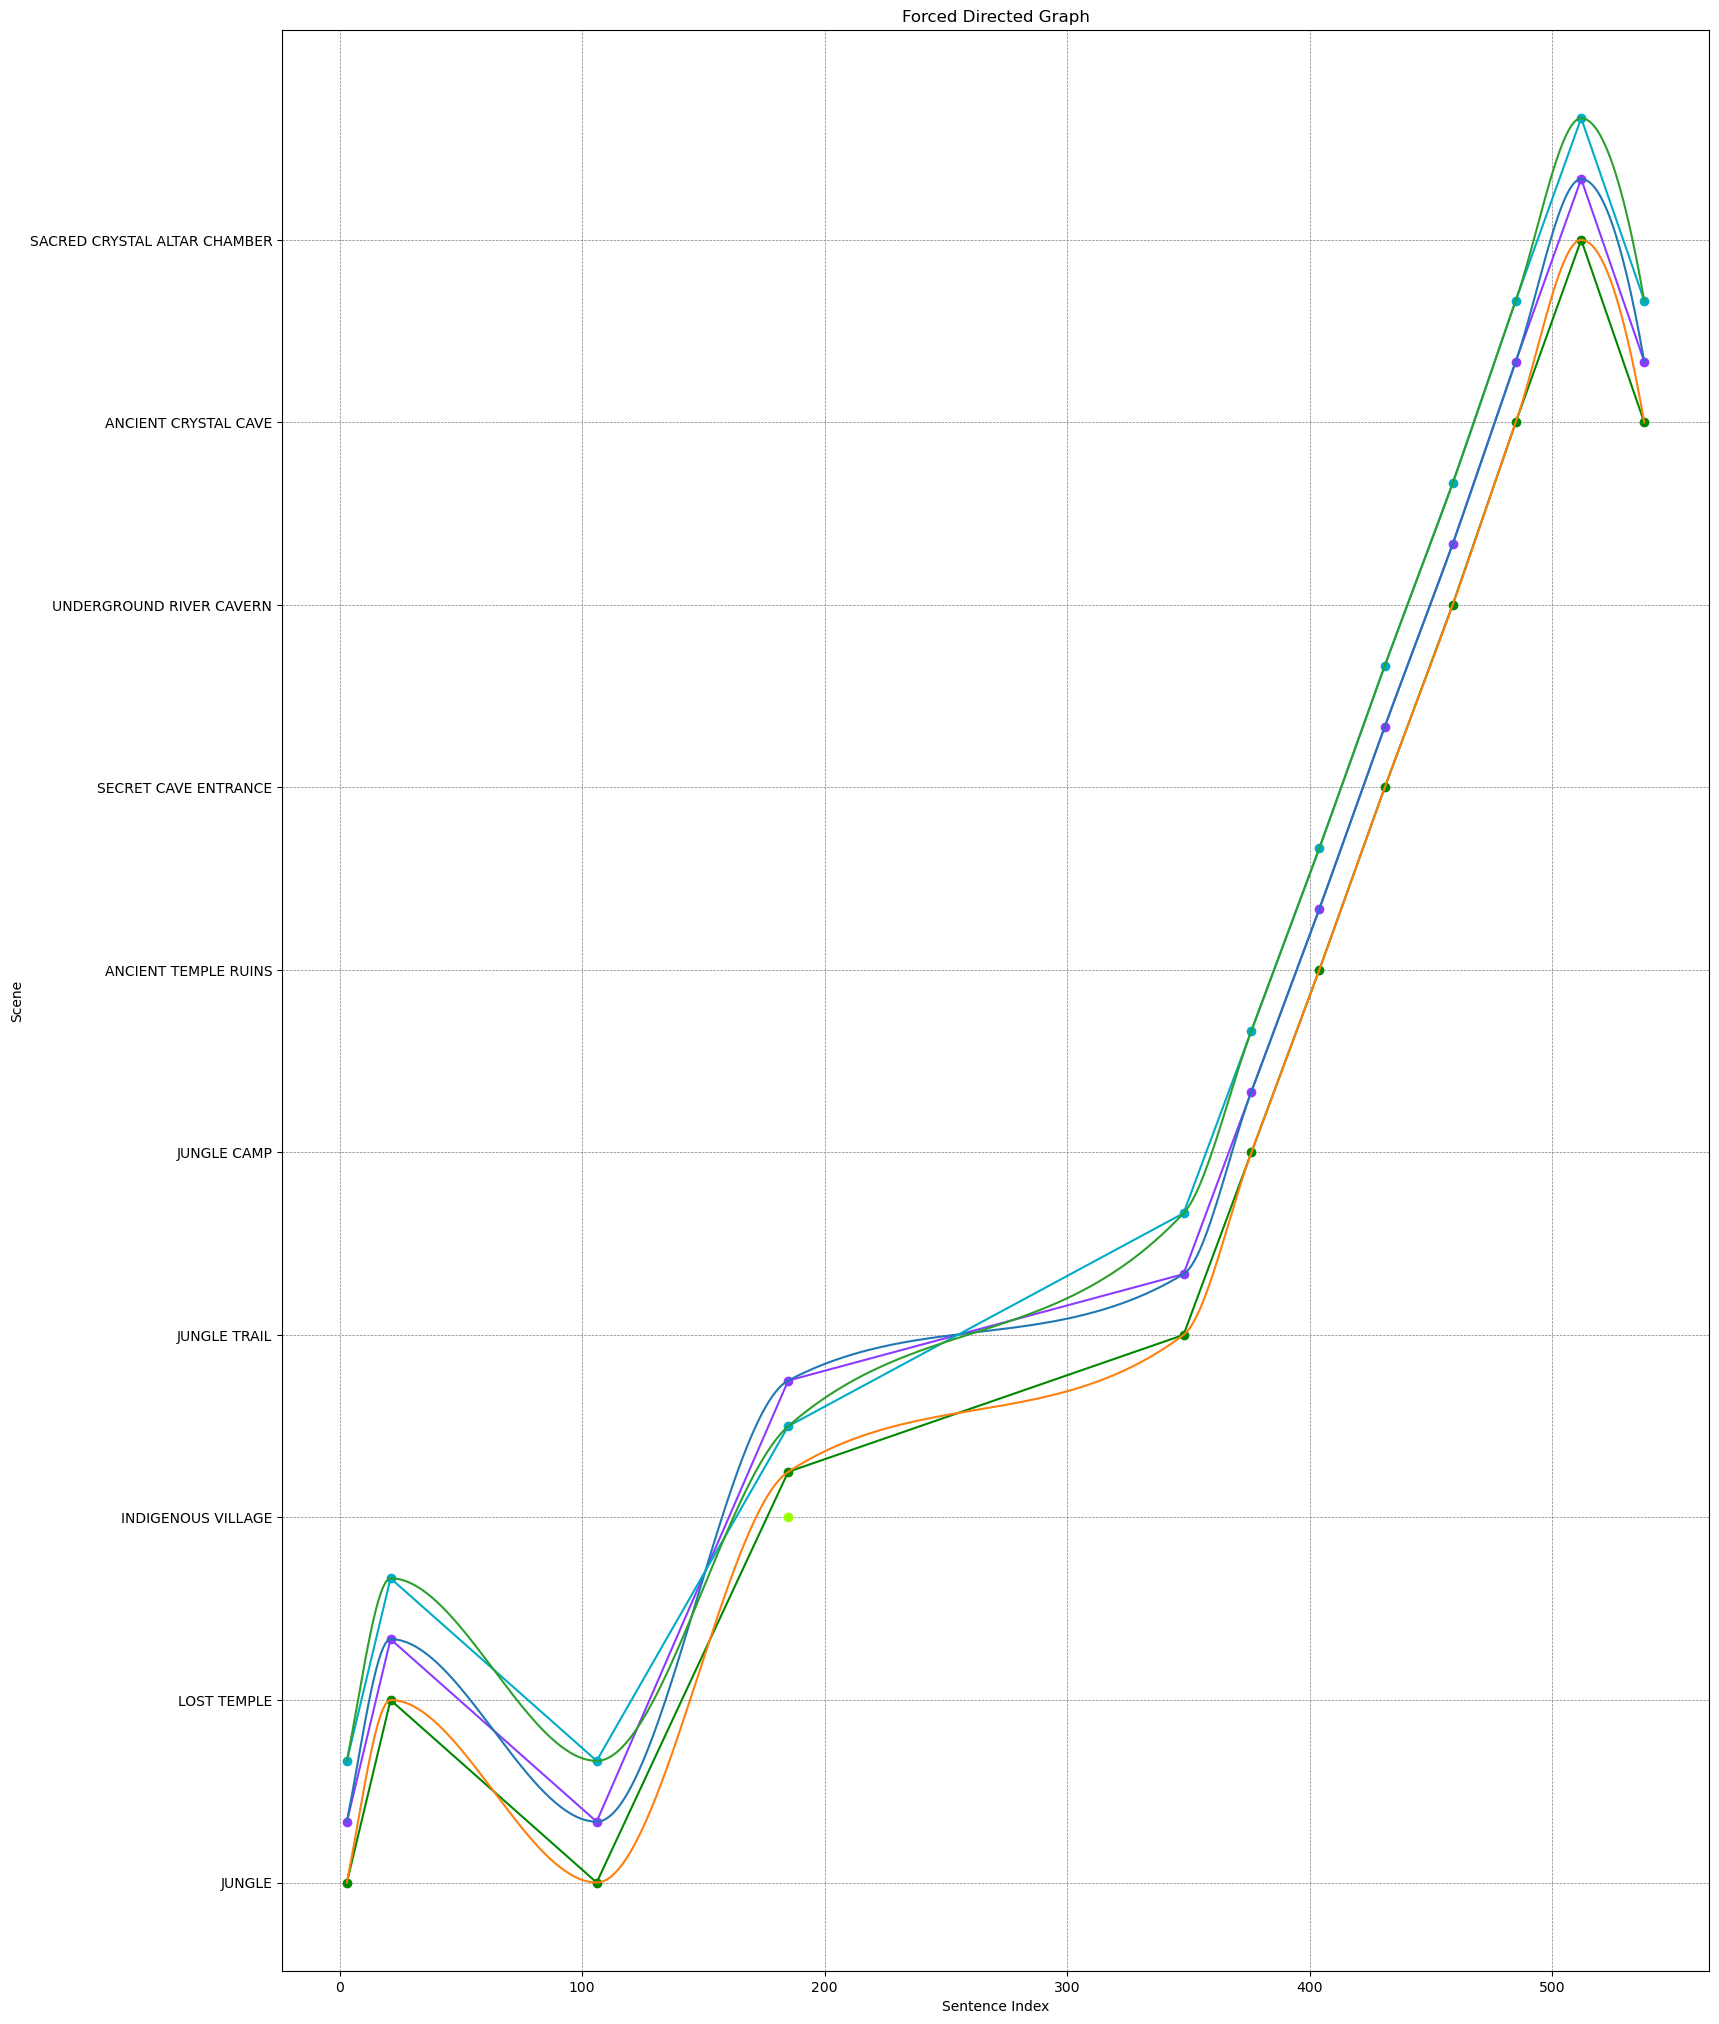 Forced Directed Graph
SACRED CRYSTAL ALTAR CHAMBER
ANCIENT CRYSTAL CAVE
UNDERGROUND RIVER CAVERN
SECRET CAVE ENTRANCE
ANCIENT TEMPLE RUINS
Scene
JUNGLE CAMP
JUNGLE TRAIL
INDIGENOUS VILLAGE
LOST TEMPLE
JUNGLE
0 100 200 300 400 500
Sentence Index